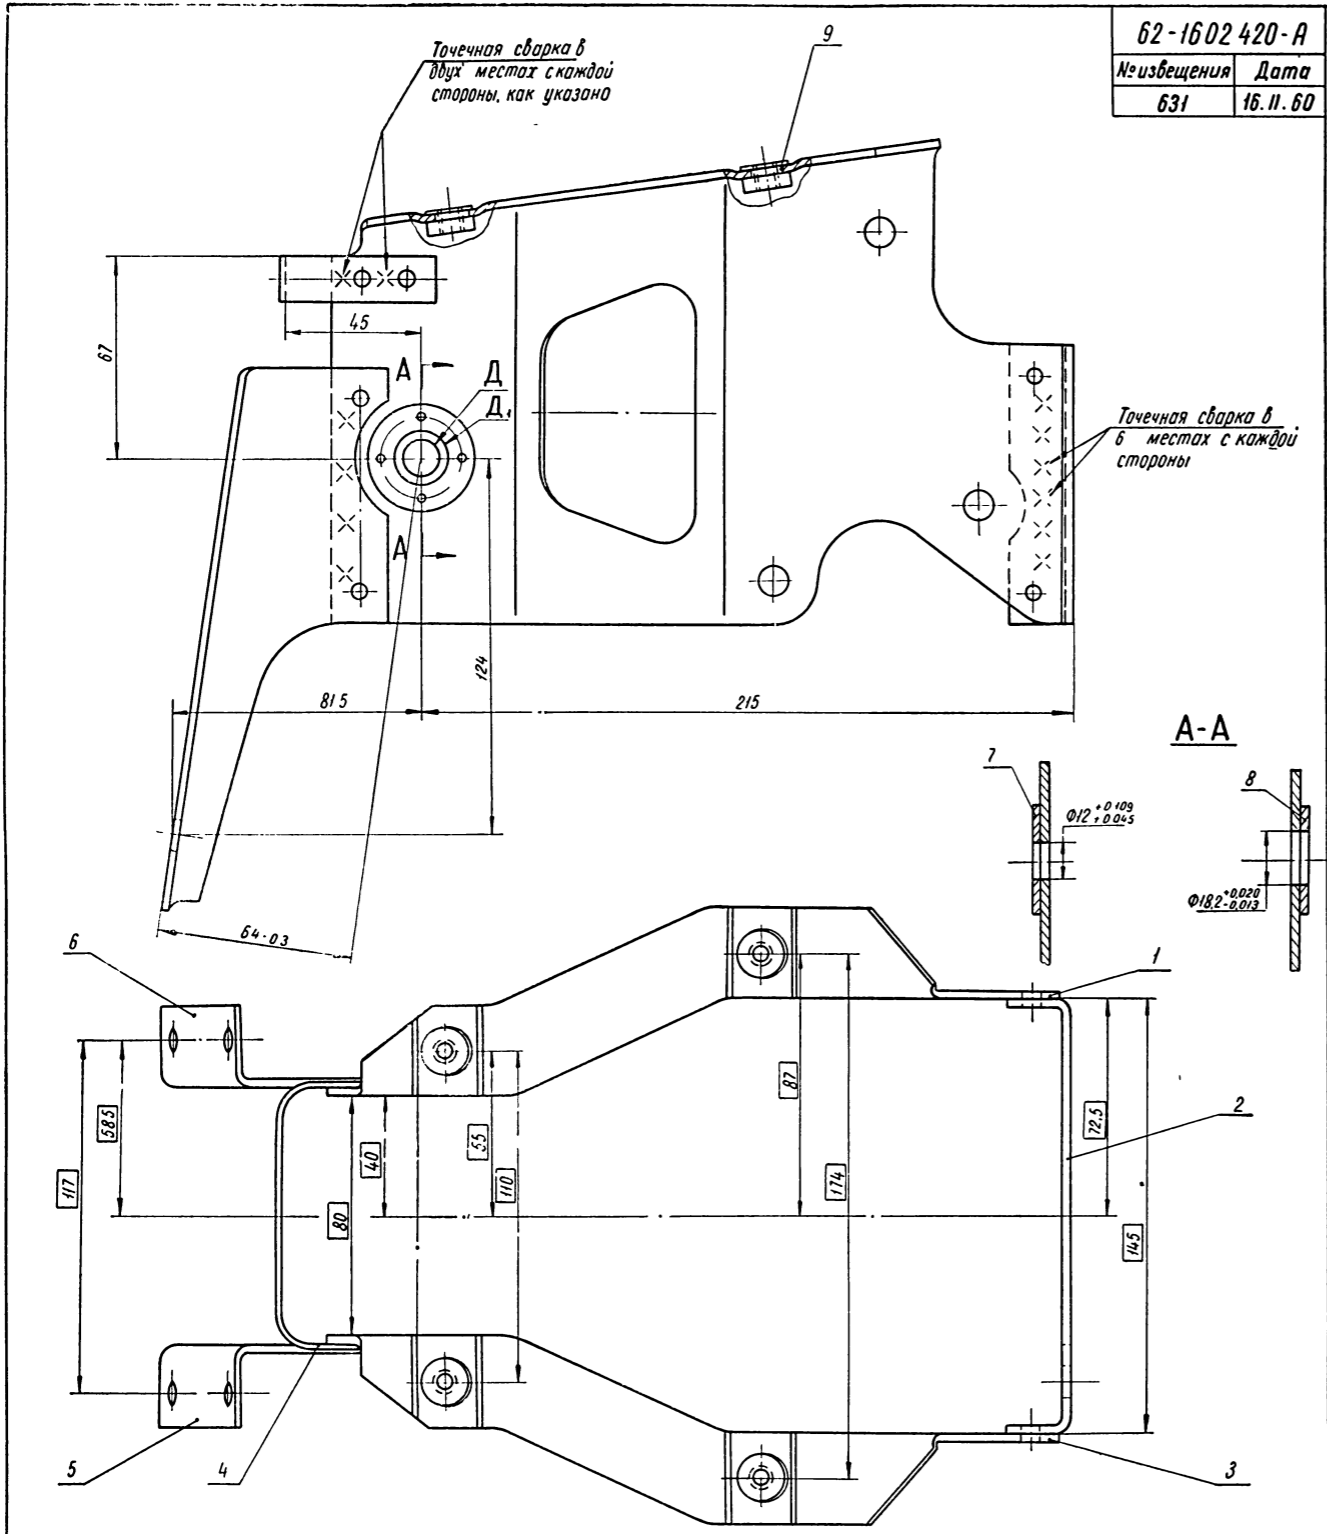 62-1602 420-А
№ извещения Дата
631 16.11.60
Точечная сварка в
двух местах с каждой
стороны, как указано
9
67
45
А
Д
Д₁
А
Точечная сварка в
6 местах с каждой
стороны
124
81 5
215
А-А
7
Ф12 +0 109 +0 045
8
Ф18,2 +0,020 -0,013
64-03
6
1
117
58 5
40
80
55
110
87
174
72,5
145
2
5
4
3